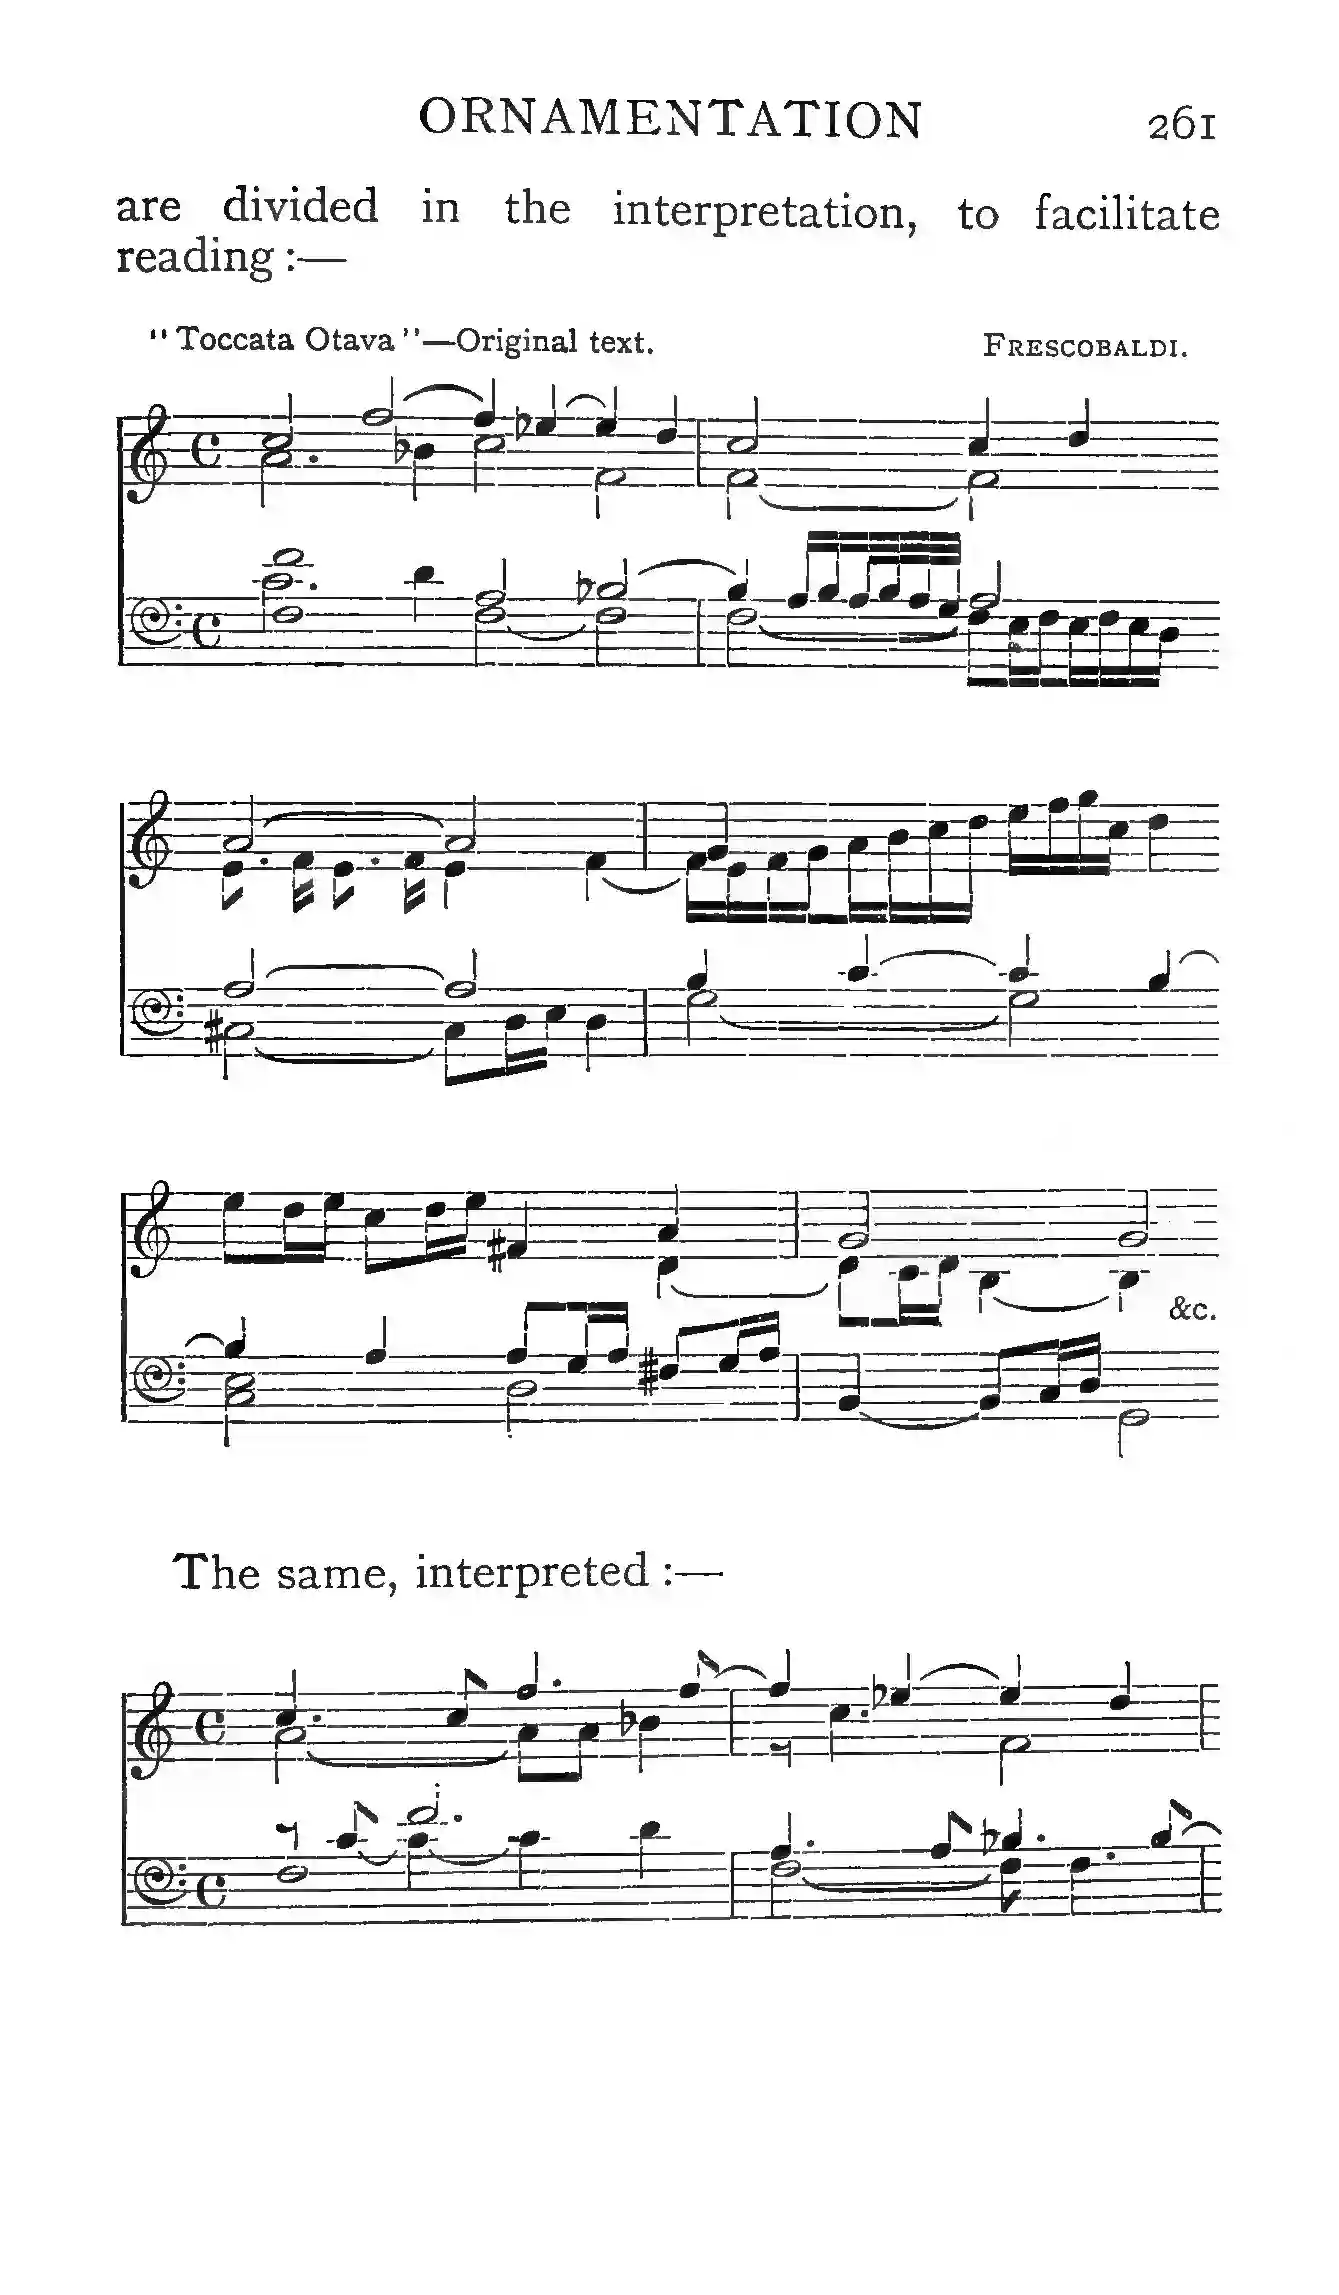 ORNAMENTATION 261
are divided in the interpretation, to facilitate
reading :—
"Toccata Otava"—Original text. FRESCOBALDI.
&c.
The same, interpreted :—